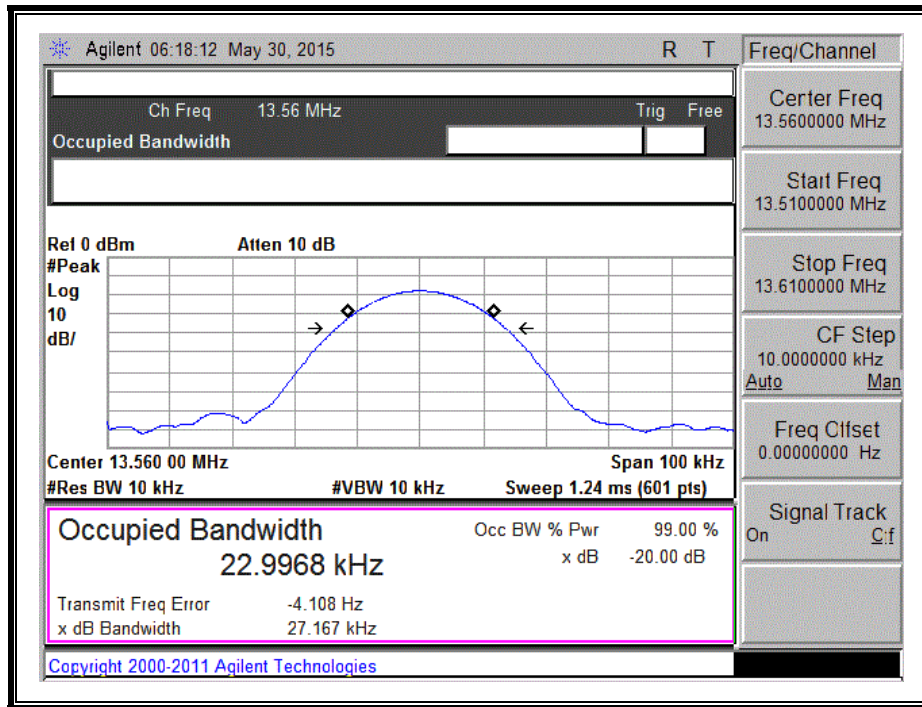 Agilent 06:18:12 May 30, 2015 R T
Freq/Channel
Ch Freq 13.56 MHz Trig Free
Occupied Bandwidth
Center Freq
13.5600000 MHz
Start Freq
13.5100000 MHz
Stop Freq
13.6100000 MHz
CF Step
10.0000000 kHz
Auto Man
Freq Offset
0.00000000 Hz
Signal Track
On Off
Ref 0 dBm Atten 10 dB
#Peak
Log
10
dB/
Center 13.560 00 MHz Span 100 kHz
#Res BW 10 kHz #VBW 10 kHz Sweep 1.24 ms (601 pts)
Occupied Bandwidth Occ BW % Pwr 99.00 %
22.9968 kHz x dB -20.00 dB
Transmit Freq Error -4.108 Hz
x dB Bandwidth 27.167 kHz
Copyright 2000-2011 Agilent Technologies